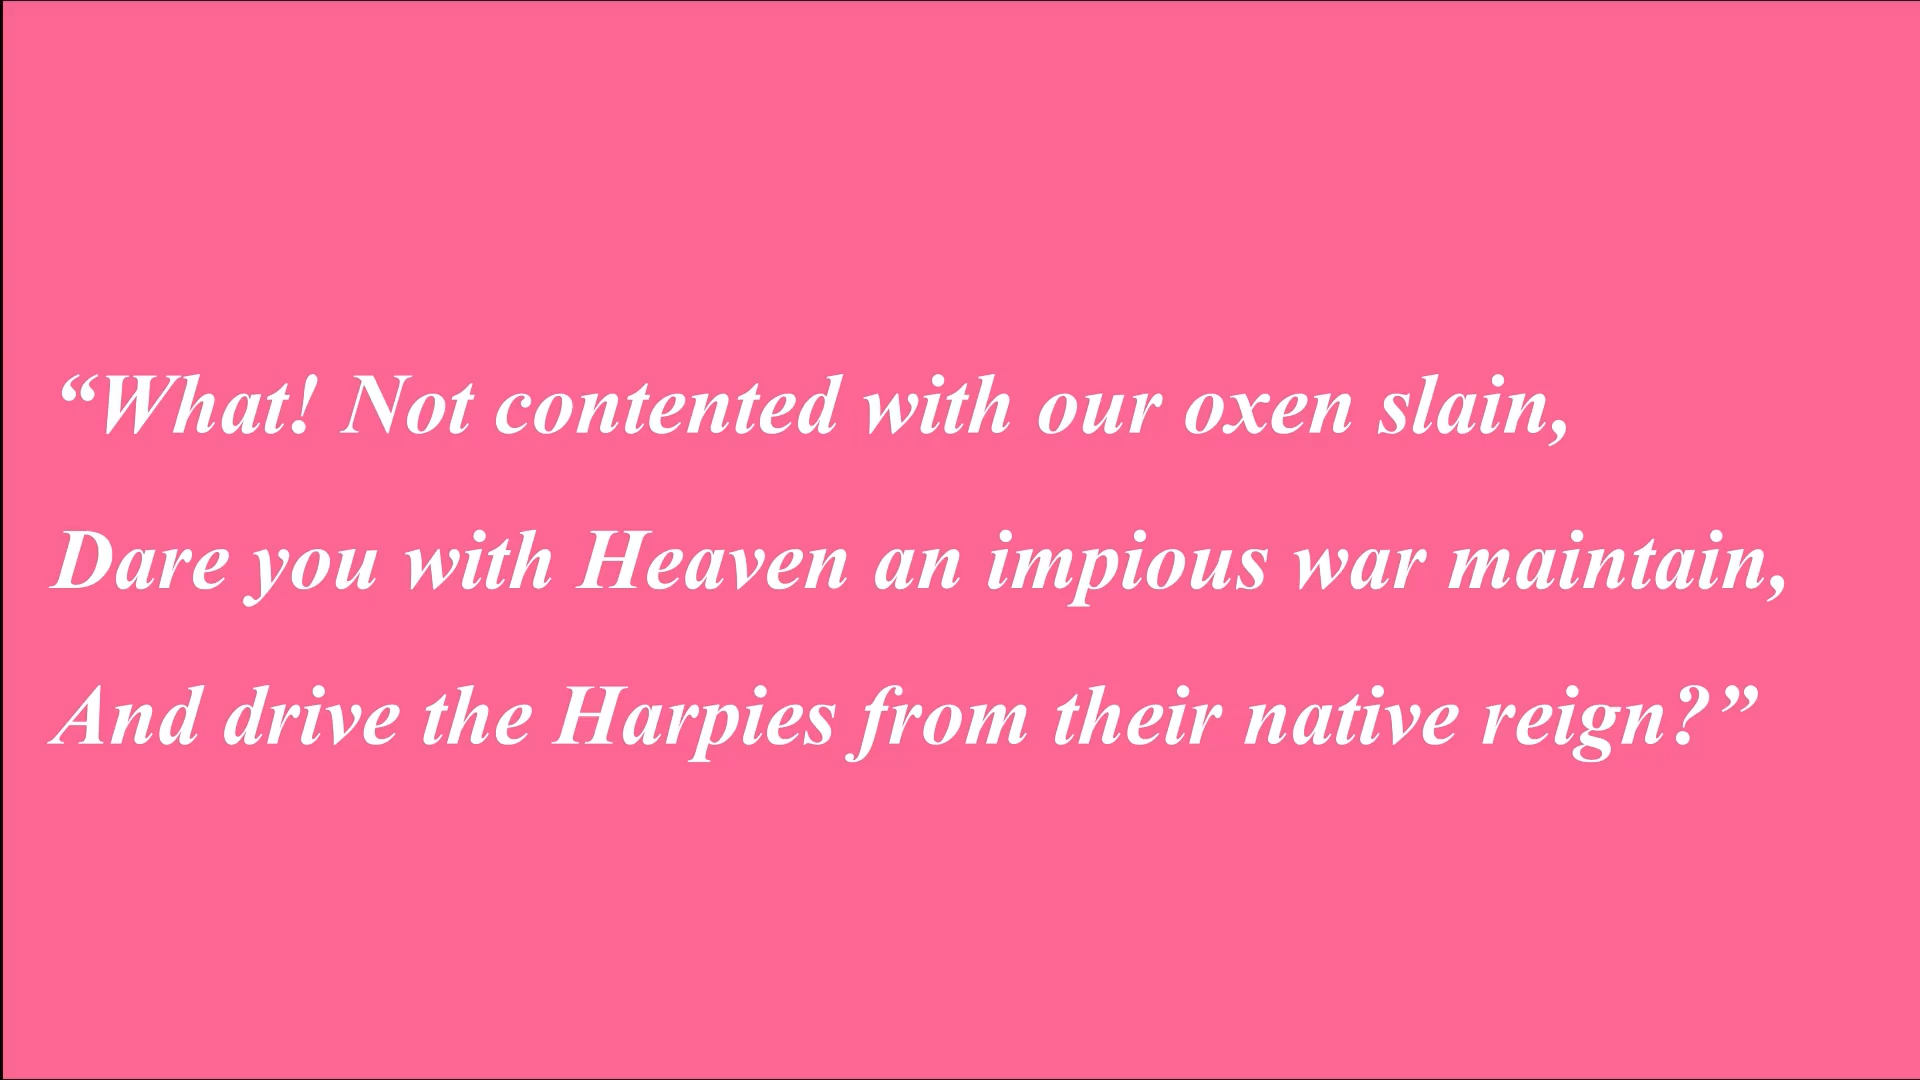 “What! Not contented with our oxen slain,
Dare you with Heaven an impious war maintain,
And drive the Harpies from their native reign?”